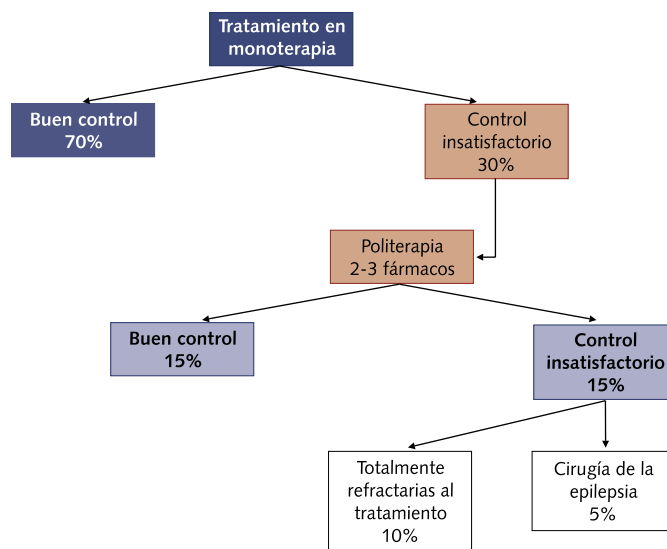 Tratamiento en
monoterapia
Buen control
70%
Control
insatisfactorio
30%
Politerapia
2-3 fármacos
Buen control
15%
Control
insatisfactorio
15%
Totalmente
refractarias al
tratamiento
10%
Cirugía de la
epilepsia
5%